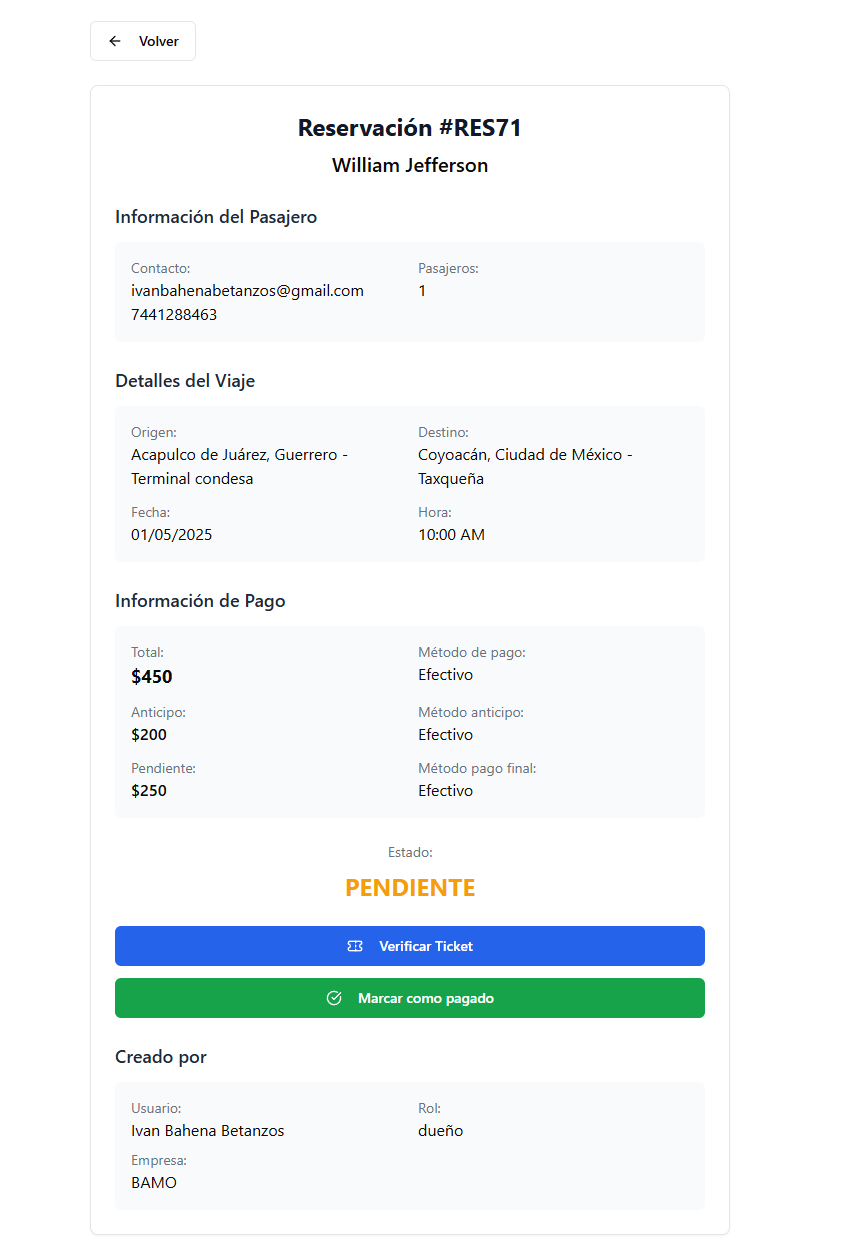 Volver
Reservación #RES71
William Jefferson
Información del Pasajero
Contacto:
ivanbahenabetanzos@gmail.com
7441288463
Pasajeros:
1
Detalles del Viaje
Origen:
Acapulco de Juárez, Guerrero -
Terminal condesa
Destino:
Coyoacán, Ciudad de México -
Taxqueña
Fecha:
01/05/2025
Hora:
10:00 AM
Información de Pago
Total:
$450
Método de pago:
Efectivo
Anticipo:
$200
Método anticipo:
Efectivo
Pendiente:
$250
Método pago final:
Efectivo
Estado:
PENDIENTE
Verificar Ticket
Marcar como pagado
Creado por
Usuario:
Ivan Bahena Betanzos
Rol:
dueño
Empresa:
BAMO